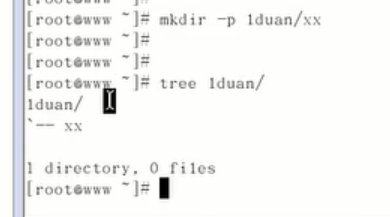 [root@www ~]# mkdir -p 1duan/xx
[root@www ~]#
[root@www ~]#
[root@www ~]# tree 1duan/
1duan/
`-- xx
1 directory, 0 files
[root@www ~]#